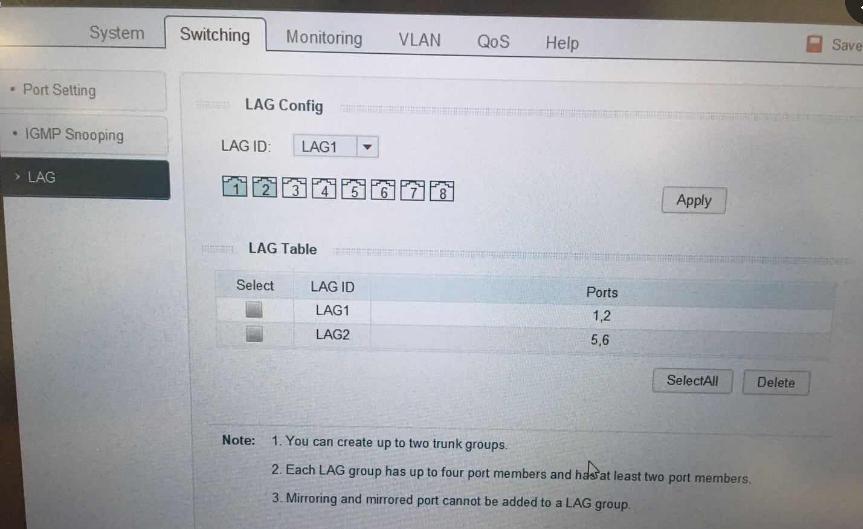 System Switching Monitoring VLAN QoS Help Save
• Port Setting
• IGMP Snooping
› LAG
LAG Config
LAG ID: LAG1
1 2 3 4 5 6 7 8
Apply
LAG Table
Select LAG ID Ports
LAG1 1,2
LAG2 5,6
SelectAll Delete
Note: 1. You can create up to two trunk groups.
2. Each LAG group has up to four port members and has at least two port members.
3. Mirroring and mirrored port cannot be added to a LAG group.